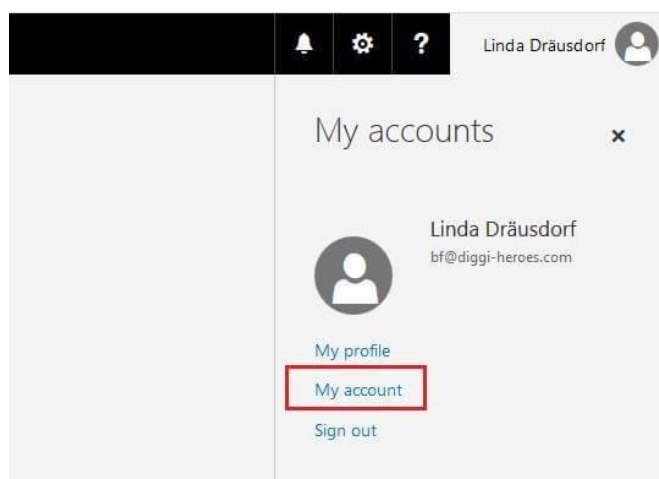 ? Linda Dräusdorf
My accounts ×
Linda Dräusdorf
bf@diggi-heroes.com
My profile
My account
Sign out